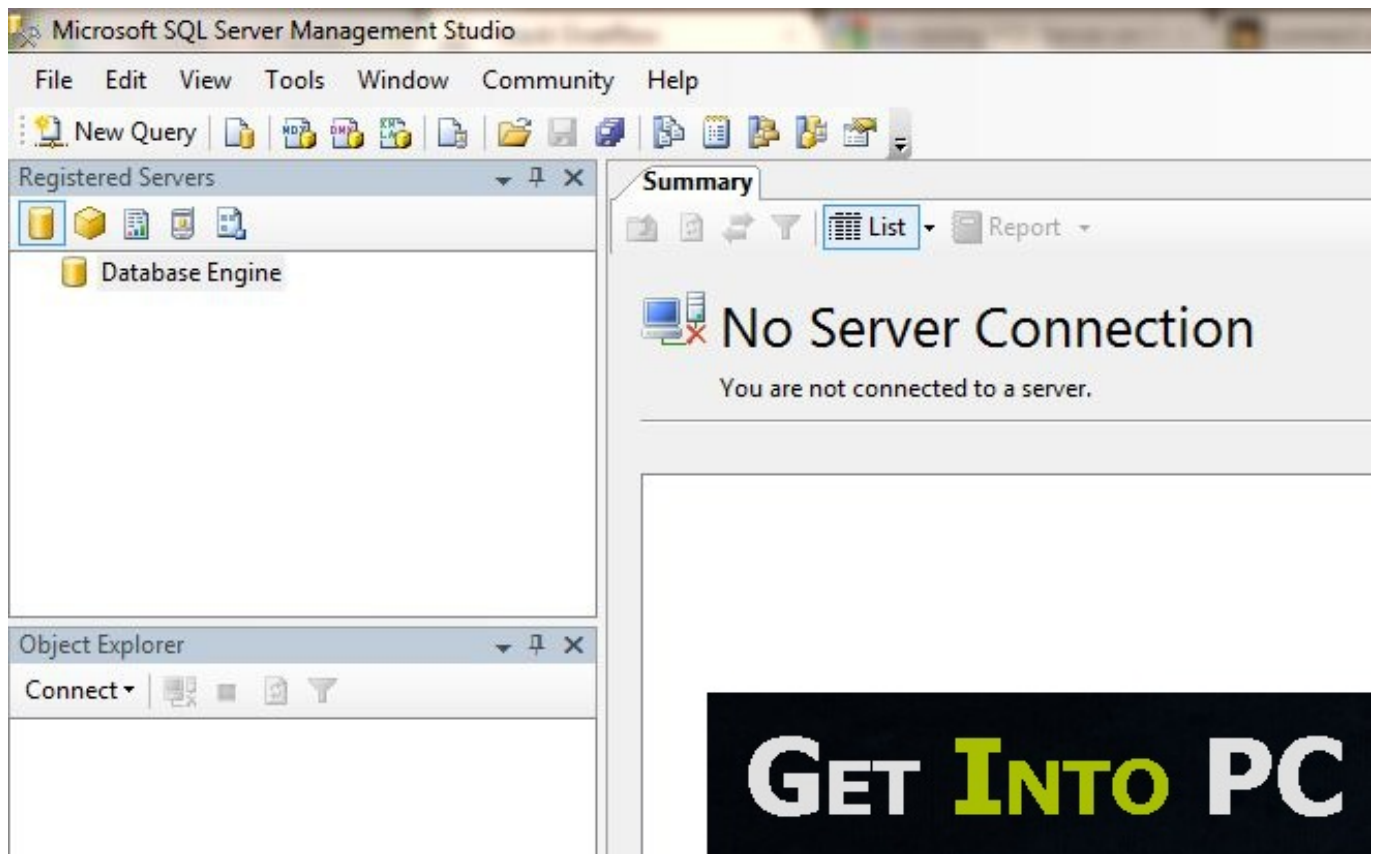 Microsoft SQL Server Management Studio
File Edit View Tools Window Community Help
New Query
Registered Servers
Database Engine
Summary
List Report
No Server Connection
You are not connected to a server.
Object Explorer
Connect
GET INTO PC